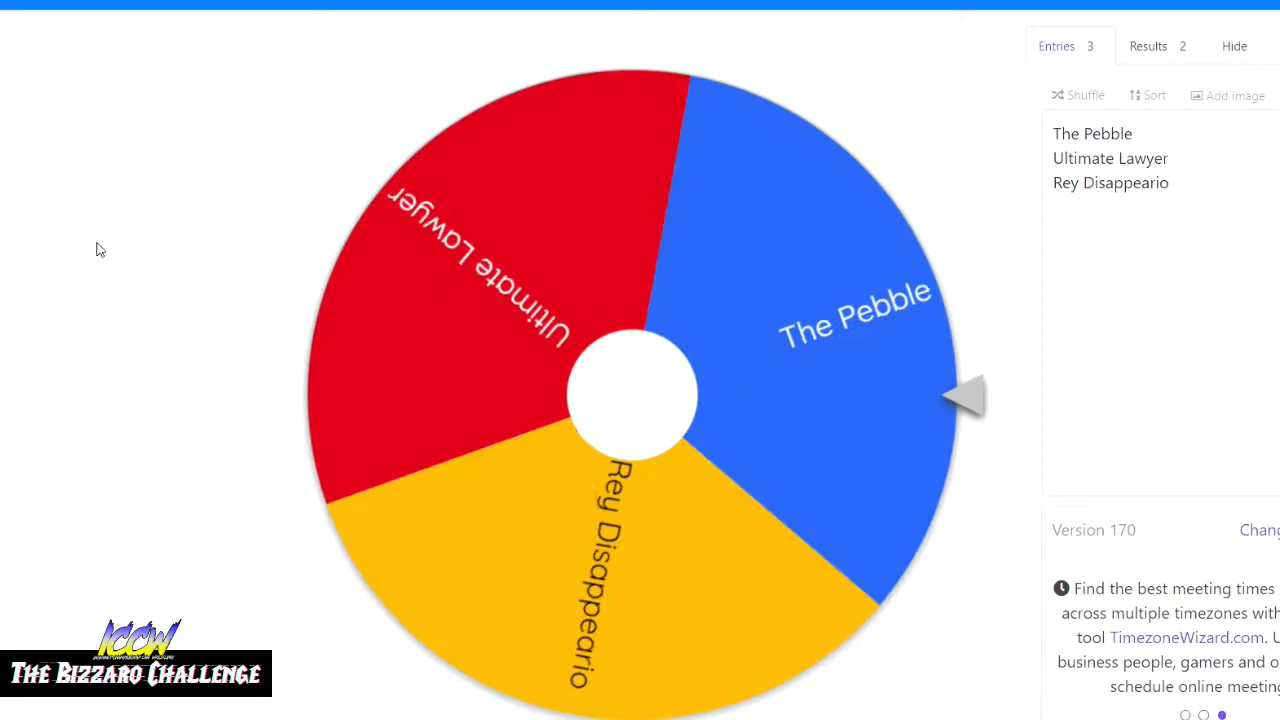 Entries 3 Results 2 Hide
Shuffle Sort Add image
The Pebble
Ultimate Lawyer
Rey Disappeario
Ultimate Lawyer
The Pebble
Rey Disappeario
Version 170 Chang
Find the best meeting times
across multiple timezones with
tool TimezoneWizard.com. U
business people, gamers and o
schedule online meeting
ICCW
THE BIZZARO CHALLENGE